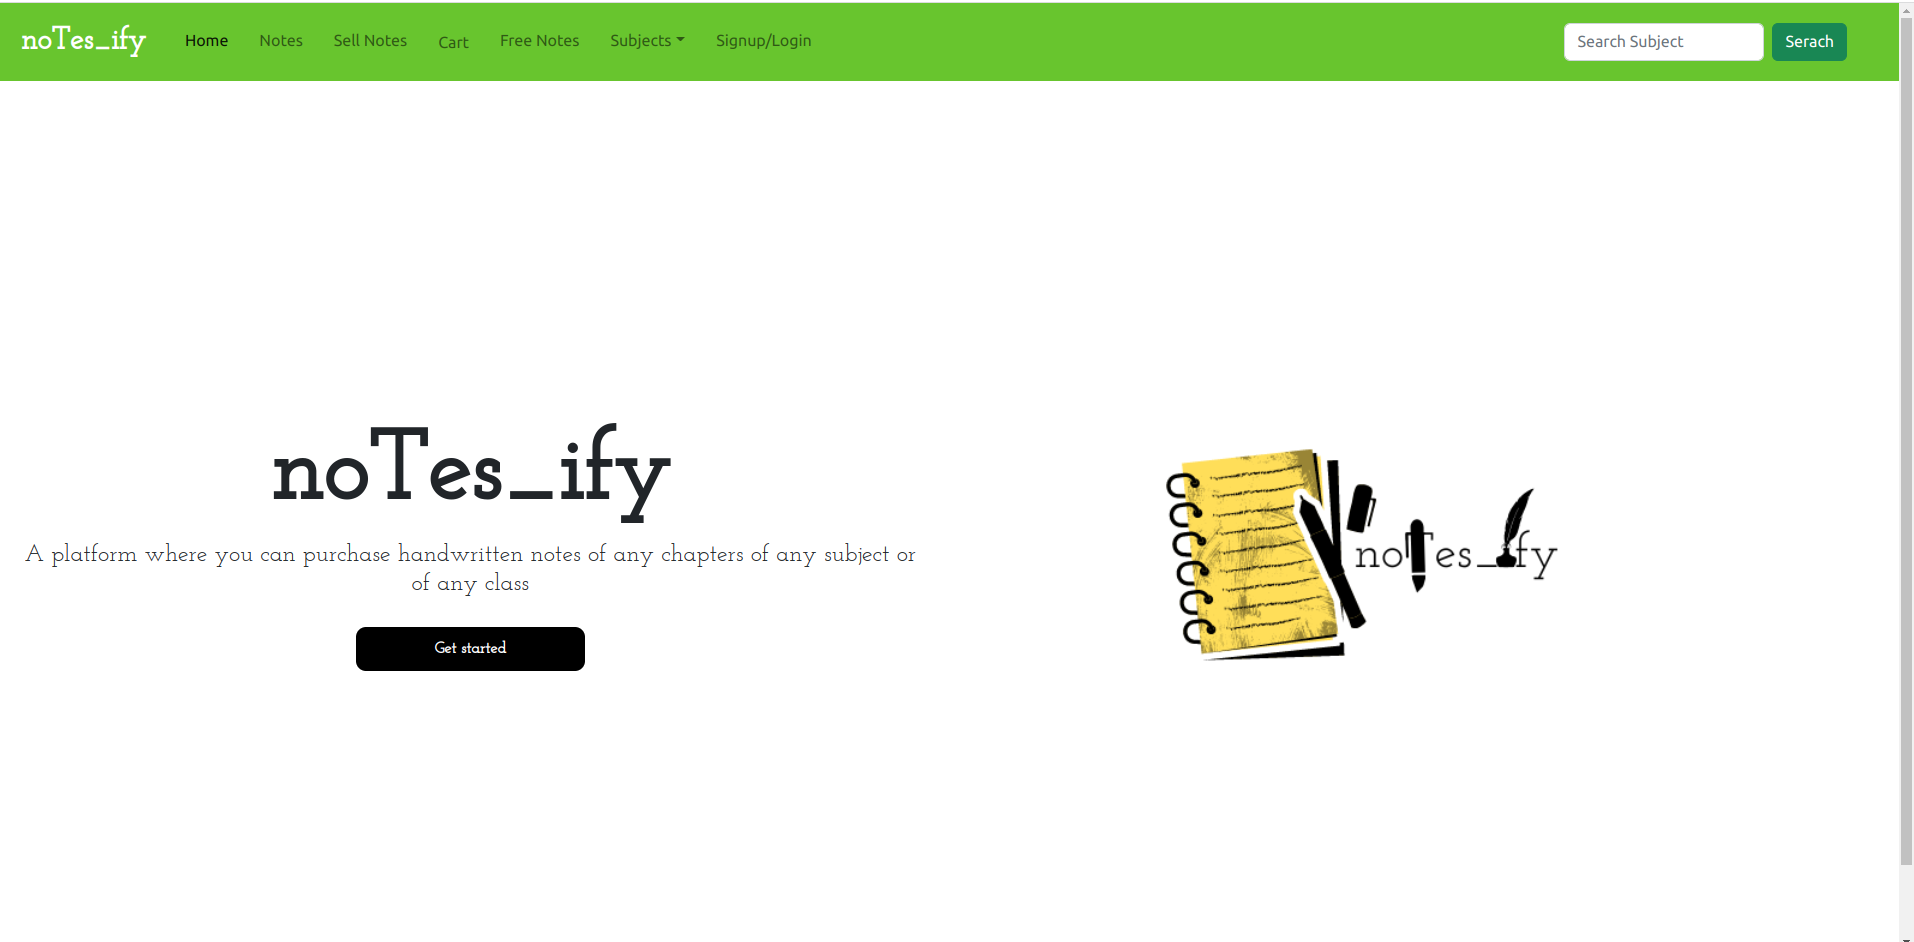 noTes_ify Home Notes Sell Notes Cart Free Notes Subjects Signup/Login Search Subject Serach
noTes_ify
A platform where you can purchase handwritten notes of any chapters of any subject or
of any class
Get started
noTes_ify